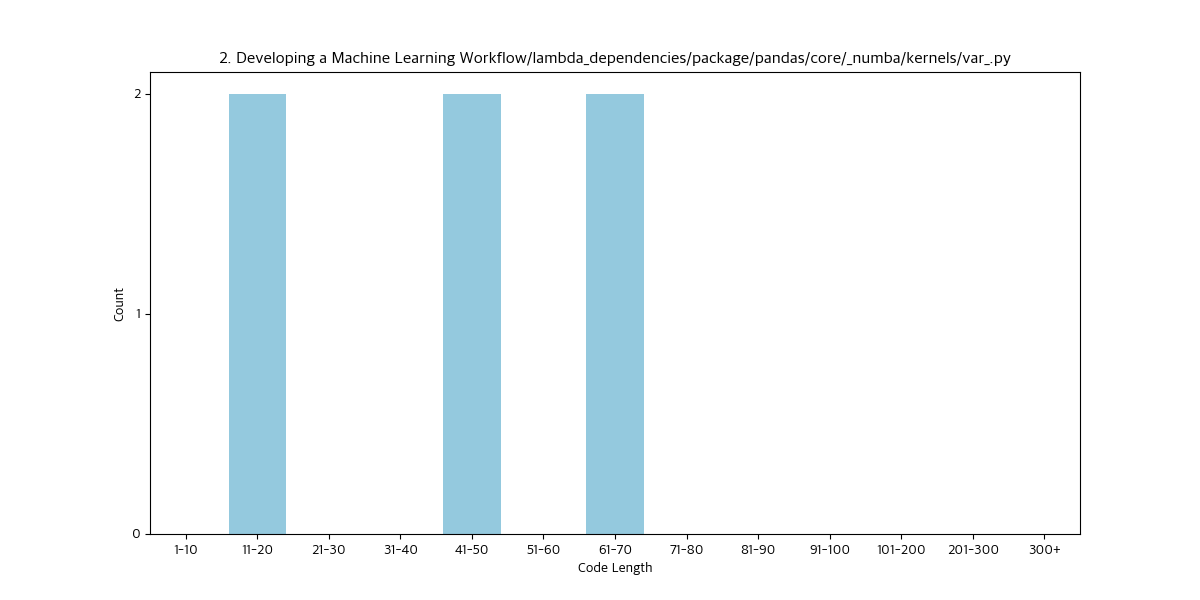 2. Developing a Machine Learning Workflow/lambda_dependencies/package/pandas/core/_numba/kernels/var_.py
Count
2
1
0
1-10 11-20 21-30 31-40 41-50 51-60 61-70 71-80 81-90 91-100 101-200 201-300 300+
Code Length